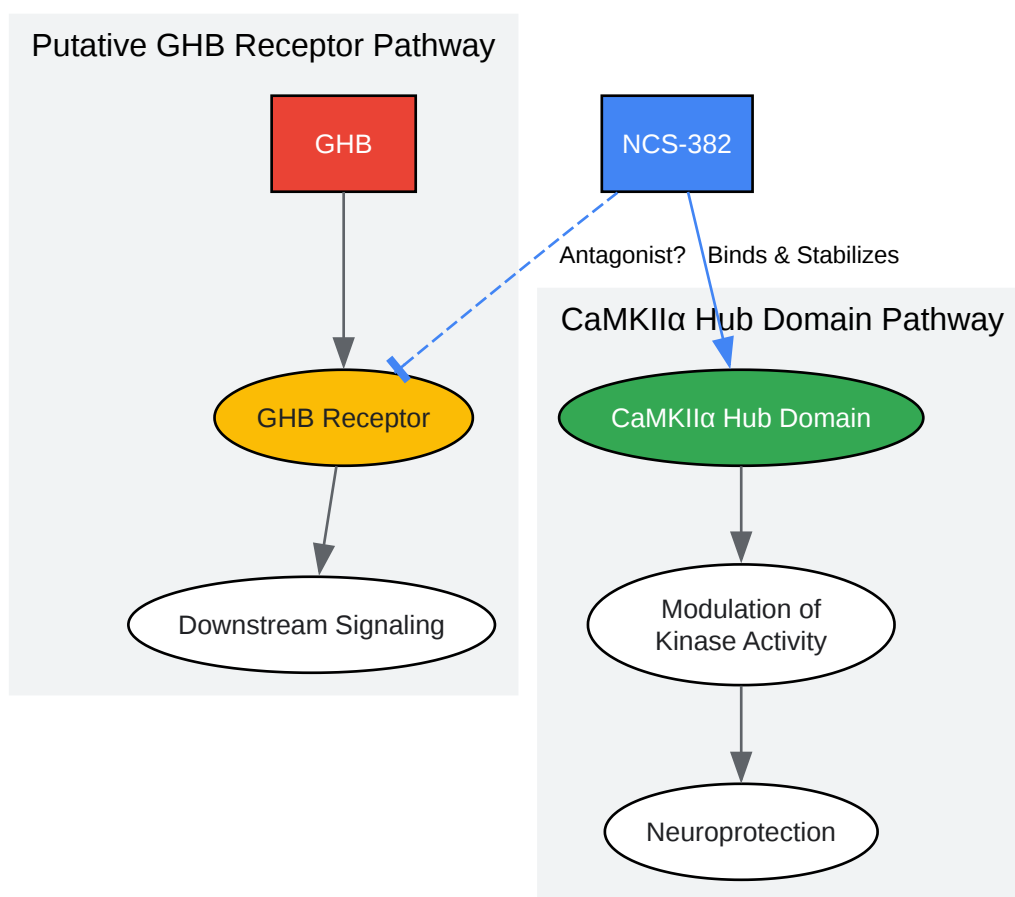 Putative GHB Receptor Pathway
GHB
NCS-382
Antagonist?
Binds & Stabilizes
CaMKIIα Hub Domain Pathway
GHB Receptor
CaMKIIα Hub Domain
Downstream Signaling
Modulation of
Kinase Activity
Neuroprotection